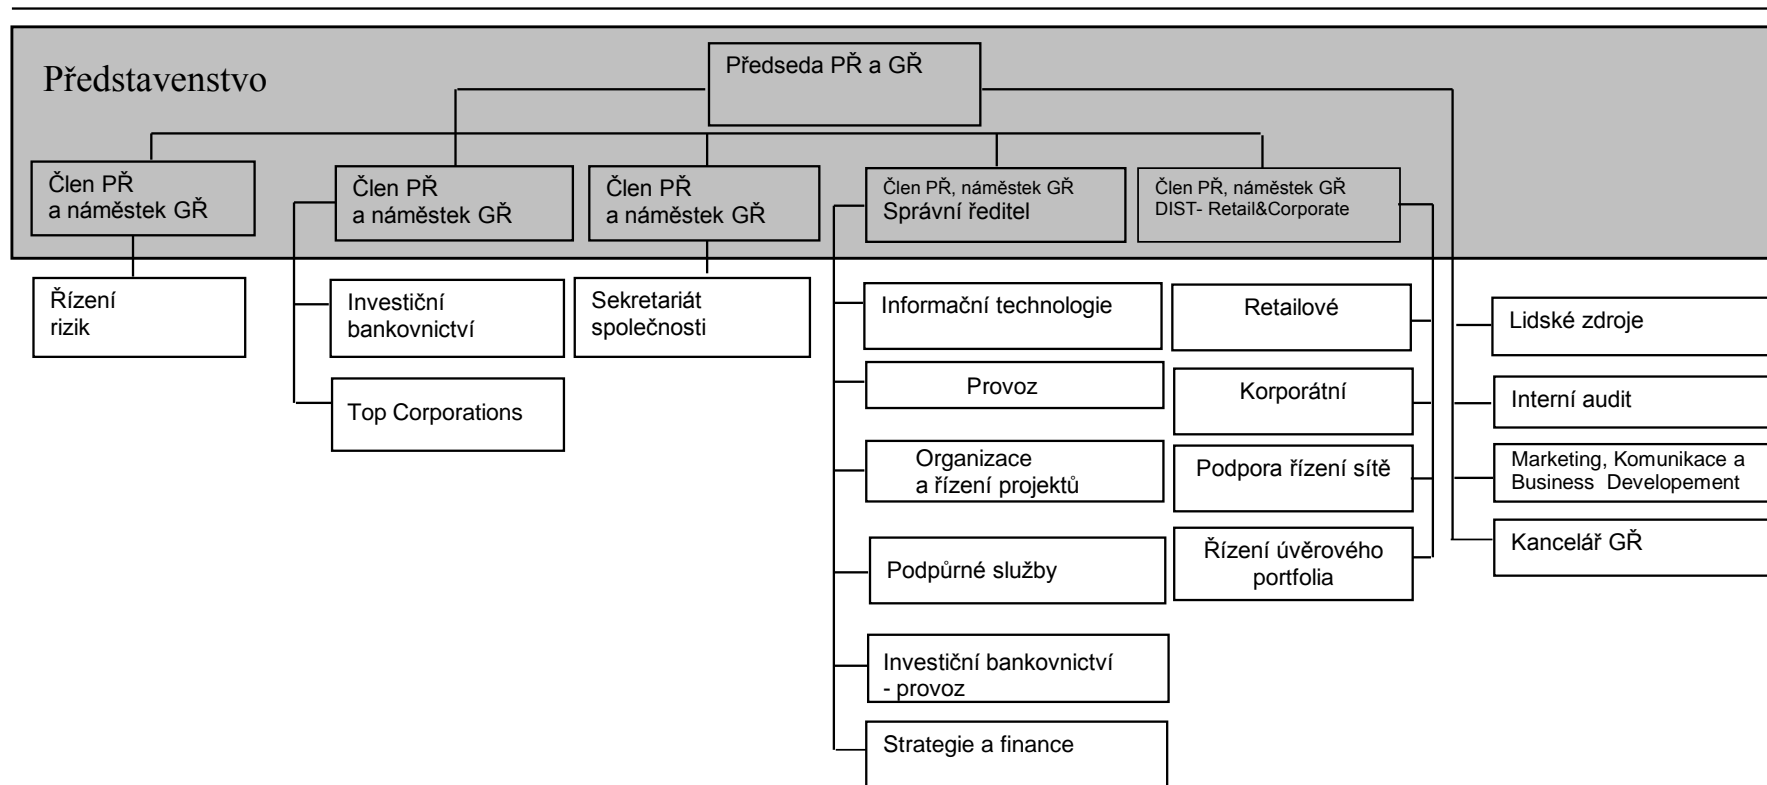 Představenstvo
Předseda PŘ a GŘ
Člen PŘ
a náměstek GŘ
Člen PŘ
a náměstek GŘ
Člen PŘ
a náměstek GŘ
Člen PŘ, náměstek GŘ
Správní ředitel
Člen PŘ, náměstek GŘ
DIST- Retail&Corporate
Řízení
rizik
Investiční
bankovnictví
Top Corporations
Sekretariát
společnosti
Informační technologie
Provoz
Organizace
a řízení projektů
Podpůrné služby
Investiční bankovnictví
- provoz
Strategie a finance
Retailové
Korporátní
Podpora řízení sítě
Řízení úvěrového
portfolia
Lidské zdroje
Interní audit
Marketing, Komunikace a
Business Developement
Kancelář GŘ